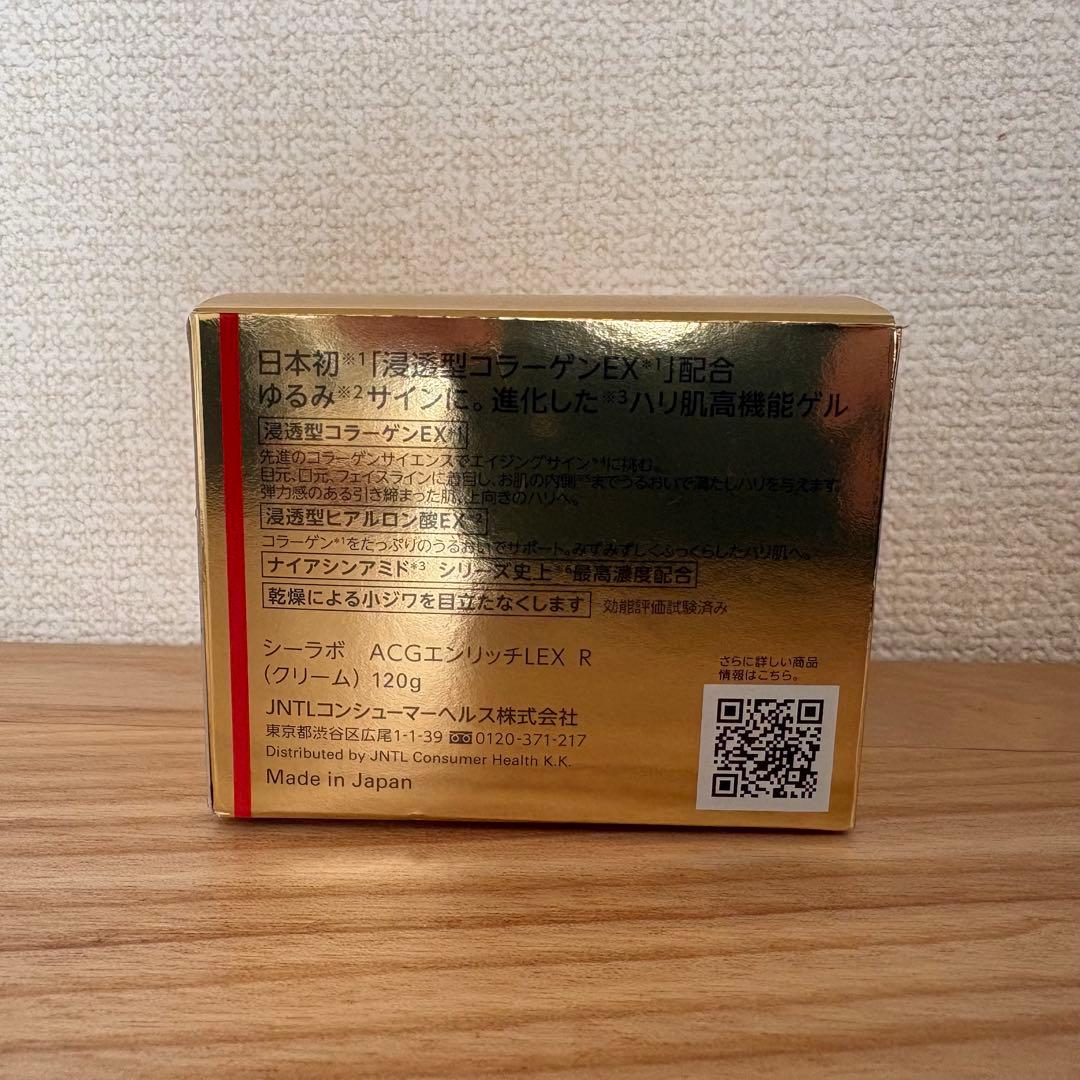 日本初※1「浸透型コラーゲンEX※1」配合
ゆるみ※2サインに。進化した※3ハリ肌高機能ゲル
浸透型コラーゲンEX※1
先進のコラーゲンサイエンスでエイジングサイン※4に挑む。
目元、口元、フェイスラインに着目し、お肌の内側※5までうるおいで満たしハリを与えます。
弾力感のある引き締まった肌、上向きのハリへ。
浸透型ヒアルロン酸EX※2
コラーゲン※1をたっぷりのうるおいでサポート。みずみずしくふっくらしたハリ肌へ。
ナイアシンアミド※3 シリーズ史上※6最高濃度配合
乾燥による小ジワを目立たなくします 効能評価試験済み
シーラボ ACGエンリッチLEX R
(クリーム) 120g
JNTLコンシューマーヘルス株式会社
東京都渋谷区広尾1-1-39 0120-371-217
Distributed by JNTL Consumer Health K.K.
Made in Japan
さらに詳しい商品
情報はこちら。